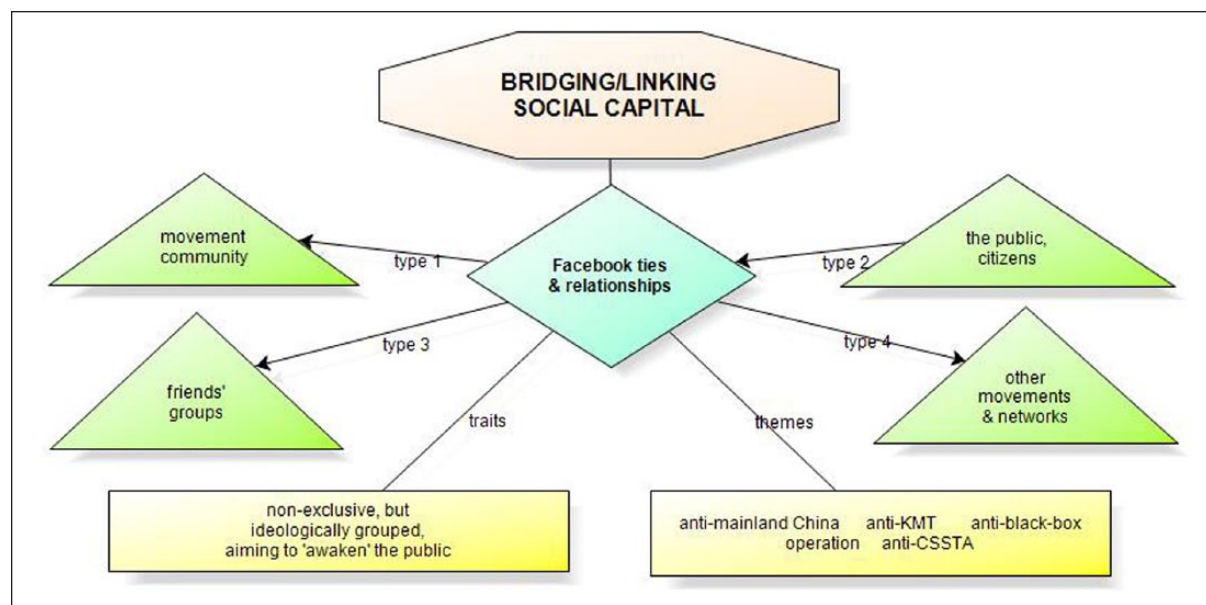 BRIDGING/LINKING
SOCIAL CAPITAL
movement
community
type 1
Facebook ties
& relationships
type 2
the public,
citizens
friends'
groups
type 3
type 4
other
movements
& networks
traits
themes
non-exclusive, but
ideologically grouped,
aiming to 'awaken' the public
anti-mainland China anti-KMT anti-black-box
operation anti-CSSTA